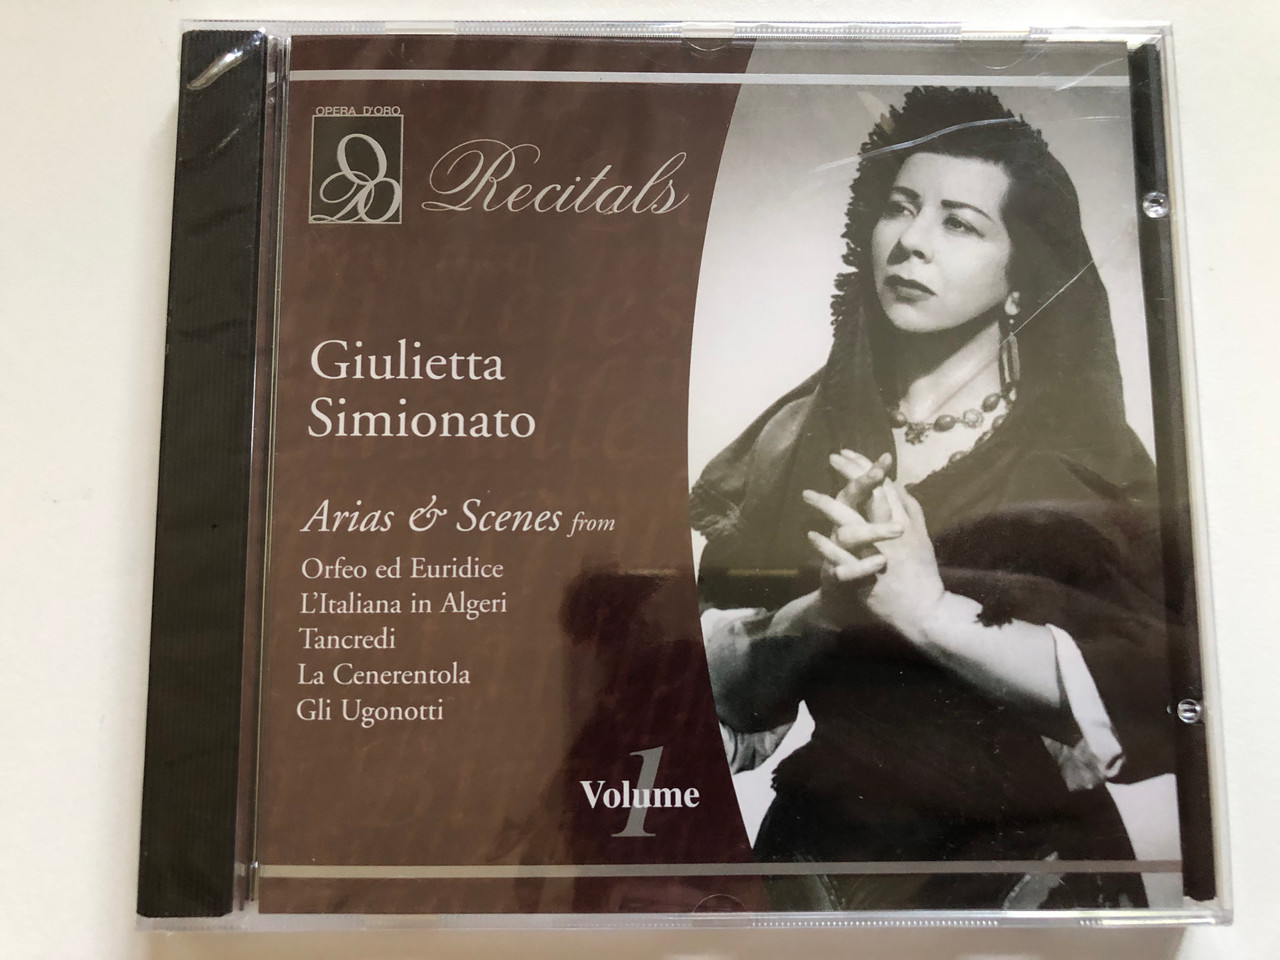 OPERA D'ORO
Recitals
Giulietta
Simionato
Arias & Scenes from
Orfeo ed Euridice
L'Italiana in Algeri
Tancredi
La Cenerentola
Gli Ugonotti
Volume 1